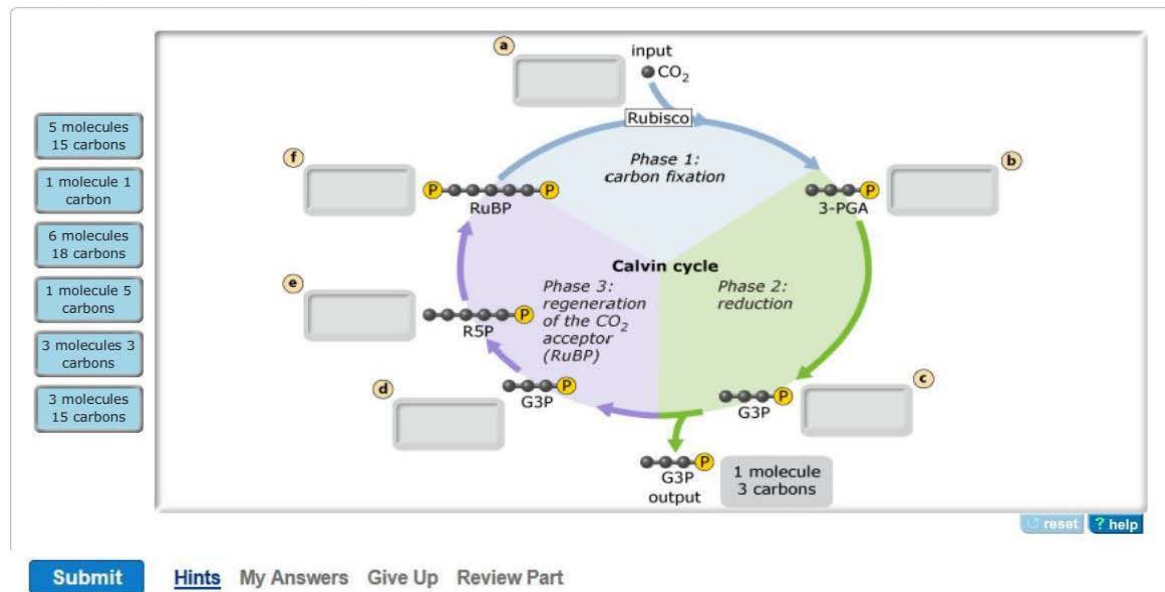 a
input
CO2
5 molecules
15 carbons
1 molecule 1
carbon
6 molecules
18 carbons
1 molecule 5
carbons
3 molecules 3
carbons
3 molecules
15 carbons
Rubisco
Phase 1:
carbon fixation
f
P
P
RuBP
b
P
3-PGA
Calvin cycle
Phase 3:
regeneration
of the CO2
acceptor
(RuBP)
Phase 2:
reduction
e
P
R5P
d
P
G3P
c
P
G3P
P
G3P
output
1 molecule
3 carbons
reset
? help
Submit Hints My Answers Give Up Review Part